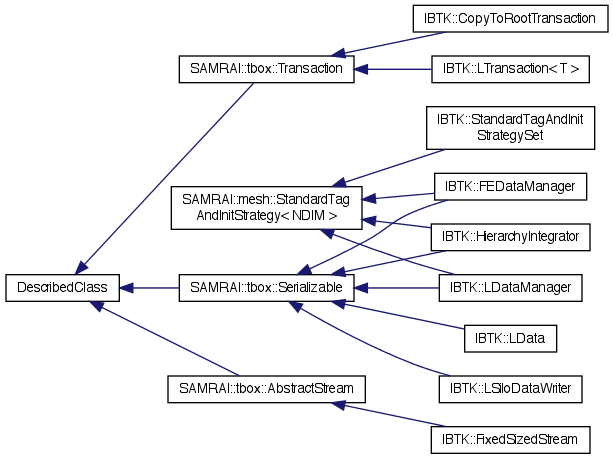 IBTK::CopyToRootTransaction
SAMRAI::tbox::Transaction
IBTK::LTransaction< T >
IBTK::StandardTagAndInit
StrategySet
SAMRAI::mesh::StandardTag
AndInitStrategy< NDIM >
IBTK::FEDataManager
IBTK::HierarchyIntegrator
DescribedClass
SAMRAI::tbox::Serializable
IBTK::LDataManager
IBTK::LData
SAMRAI::tbox::AbstractStream
IBTK::LSiloDataWriter
IBTK::FixedSizedStream